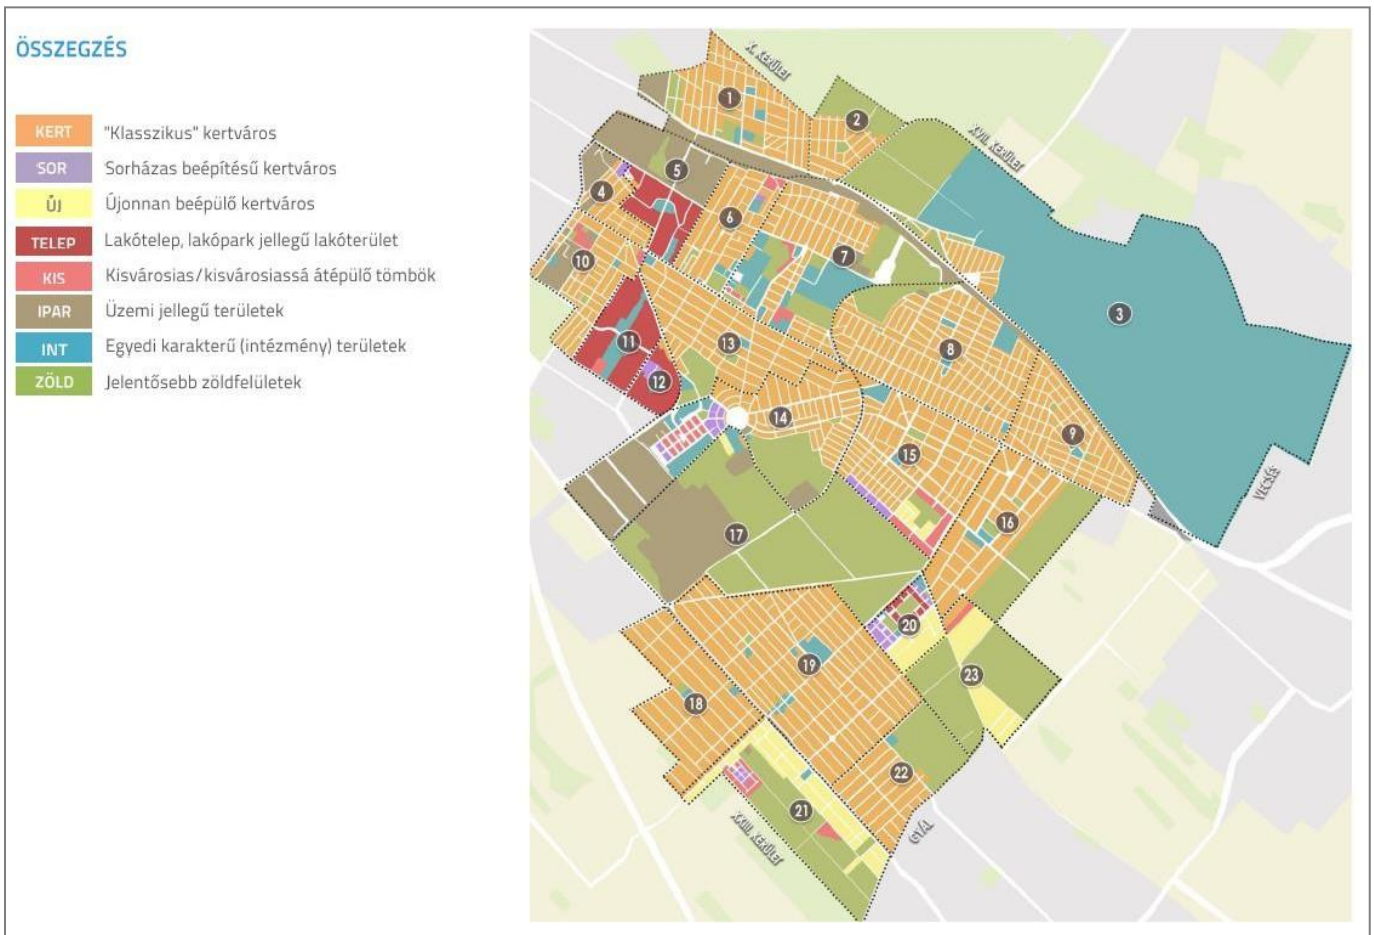 ÖSSZEGZÉS
KERT "Klasszikus" kertváros
SOR Sorházas beépítésű kertváros
ÚJ Újonnan beépülő kertváros
TELEP Lakótelep, lakópark jellegű lakóterület
KIS Kisvárosias/kisvárosiassá átépülő tömbök
IPAR Üzemi jellegű területek
INT Egyedi karakterű (intézmény) területek
ZÖLD Jelentősebb zöldfelületek
X. KERÜLET
1
2
XVII. KERÜLET
5
4
6
7
10
3
11
13
8
12
14
9
15
VECSÉS
16
17
20
19
23
18
22
21
XXIII. KERÜLET
GYÁL